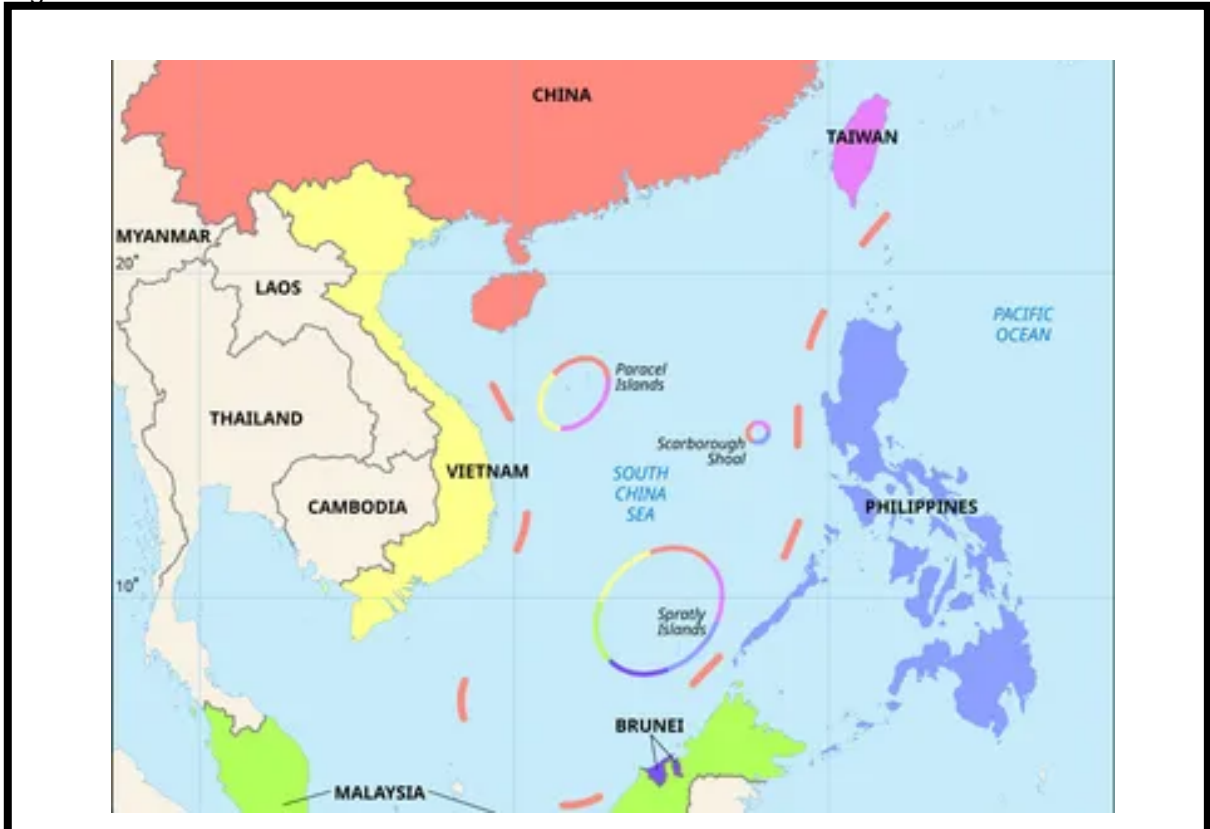 CHINA
TAIWAN
MYANMAR
20°
LAOS
PACIFIC
OCEAN
Paracel
Islands
THAILAND
Scarborough
Shoal
VIETNAM
SOUTH
CHINA
SEA
CAMBODIA
PHILIPPINES
10°
Spratly
Islands
BRUNEI
MALAYSIA